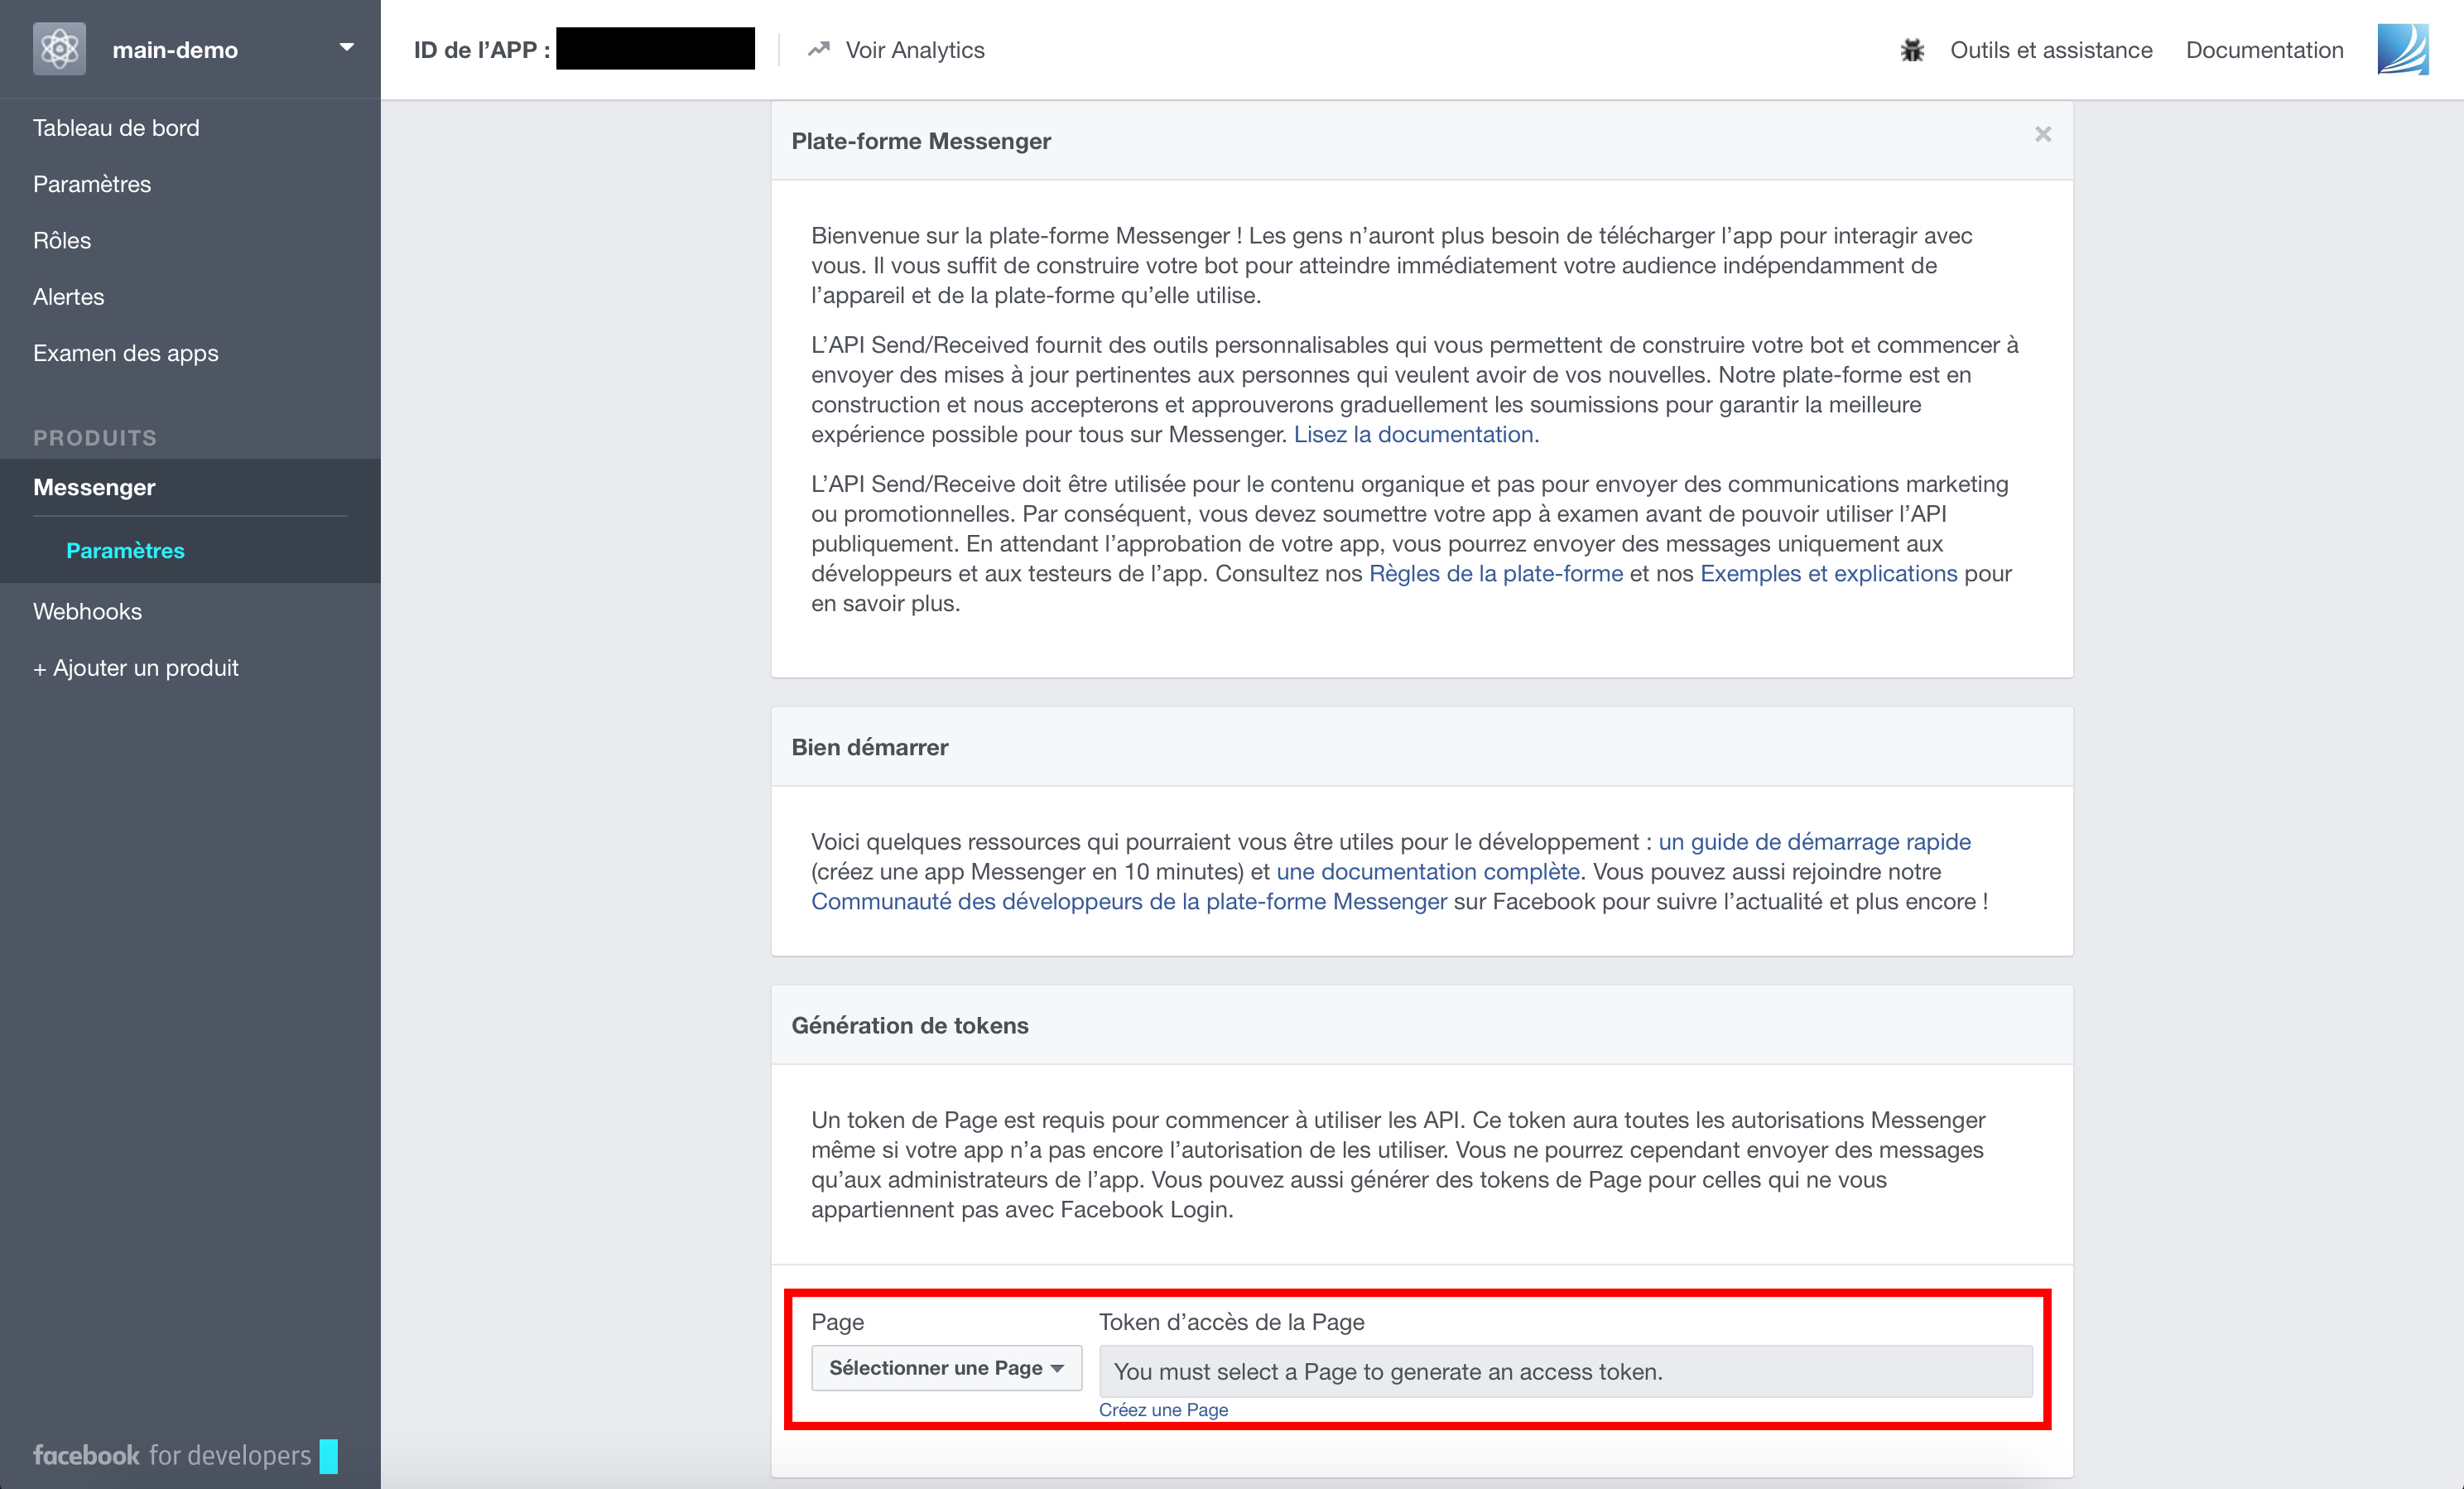 main-demo
ID de l’APP :
Voir Analytics
Outils et assistance
Documentation
Tableau de bord
Paramètres
Rôles
Alertes
Examen des apps
PRODUITS
Messenger
Paramètres
Webhooks
+ Ajouter un produit
facebook for developers
Plate-forme Messenger
Bienvenue sur la plate-forme Messenger ! Les gens n’auront plus besoin de télécharger l’app pour interagir avec
vous. Il vous suffit de construire votre bot pour atteindre immédiatement votre audience indépendamment de
l’appareil et de la plate-forme qu’elle utilise.
L’API Send/Received fournit des outils personnalisables qui vous permettent de construire votre bot et commencer à
envoyer des mises à jour pertinentes aux personnes qui veulent avoir de vos nouvelles. Notre plate-forme est en
construction et nous accepterons et approuverons graduellement les soumissions pour garantir la meilleure
expérience possible pour tous sur Messenger. Lisez la documentation.
L’API Send/Receive doit être utilisée pour le contenu organique et pas pour envoyer des communications marketing
ou promotionnelles. Par conséquent, vous devez soumettre votre app à examen avant de pouvoir utiliser l’API
publiquement. En attendant l’approbation de votre app, vous pourrez envoyer des messages uniquement aux
développeurs et aux testeurs de l’app. Consultez nos Règles de la plate-forme et nos Exemples et explications pour
en savoir plus.
Bien démarrer
Voici quelques ressources qui pourraient vous être utiles pour le développement : un guide de démarrage rapide
(créez une app Messenger en 10 minutes) et une documentation complète. Vous pouvez aussi rejoindre notre
Communauté des développeurs de la plate-forme Messenger sur Facebook pour suivre l’actualité et plus encore !
Génération de tokens
Un token de Page est requis pour commencer à utiliser les API. Ce token aura toutes les autorisations Messenger
même si votre app n’a pas encore l’autorisation de les utiliser. Vous ne pourrez cependant envoyer des messages
qu’aux administrateurs de l’app. Vous pouvez aussi générer des tokens de Page pour celles qui ne vous
appartiennent pas avec Facebook Login.
Page
Token d’accès de la Page
Sélectionner une Page
You must select a Page to generate an access token.
Créez une Page